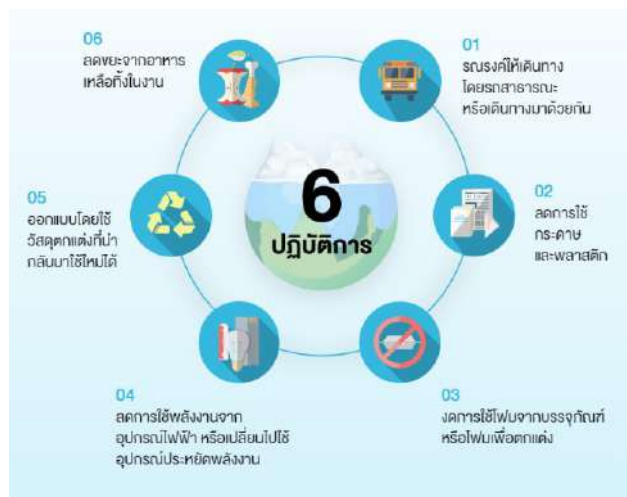 6
ปฏิบัติการ
01
รณรงค์ให้เดินทาง
โดยรถสาธารณะ
หรือเดินทางมาด้วยกัน
02
ลดการใช้
กระดาษ
และพลาสติก
03
งดการใช้โฟมจากบรรจุภัณฑ์
หรือโฟมเพื่อตกแต่ง
04
ลดการใช้พลังงานจาก
อุปกรณ์ไฟฟ้า หรือเปลี่ยนไปใช้
อุปกรณ์ประหยัดพลังงาน
05
ออกแบบโดยใช้
วัสดุตกแต่งที่นำ
กลับมาใช้ใหม่ได้
06
ลดขยะจากอาหาร
เหลือทิ้งในงาน